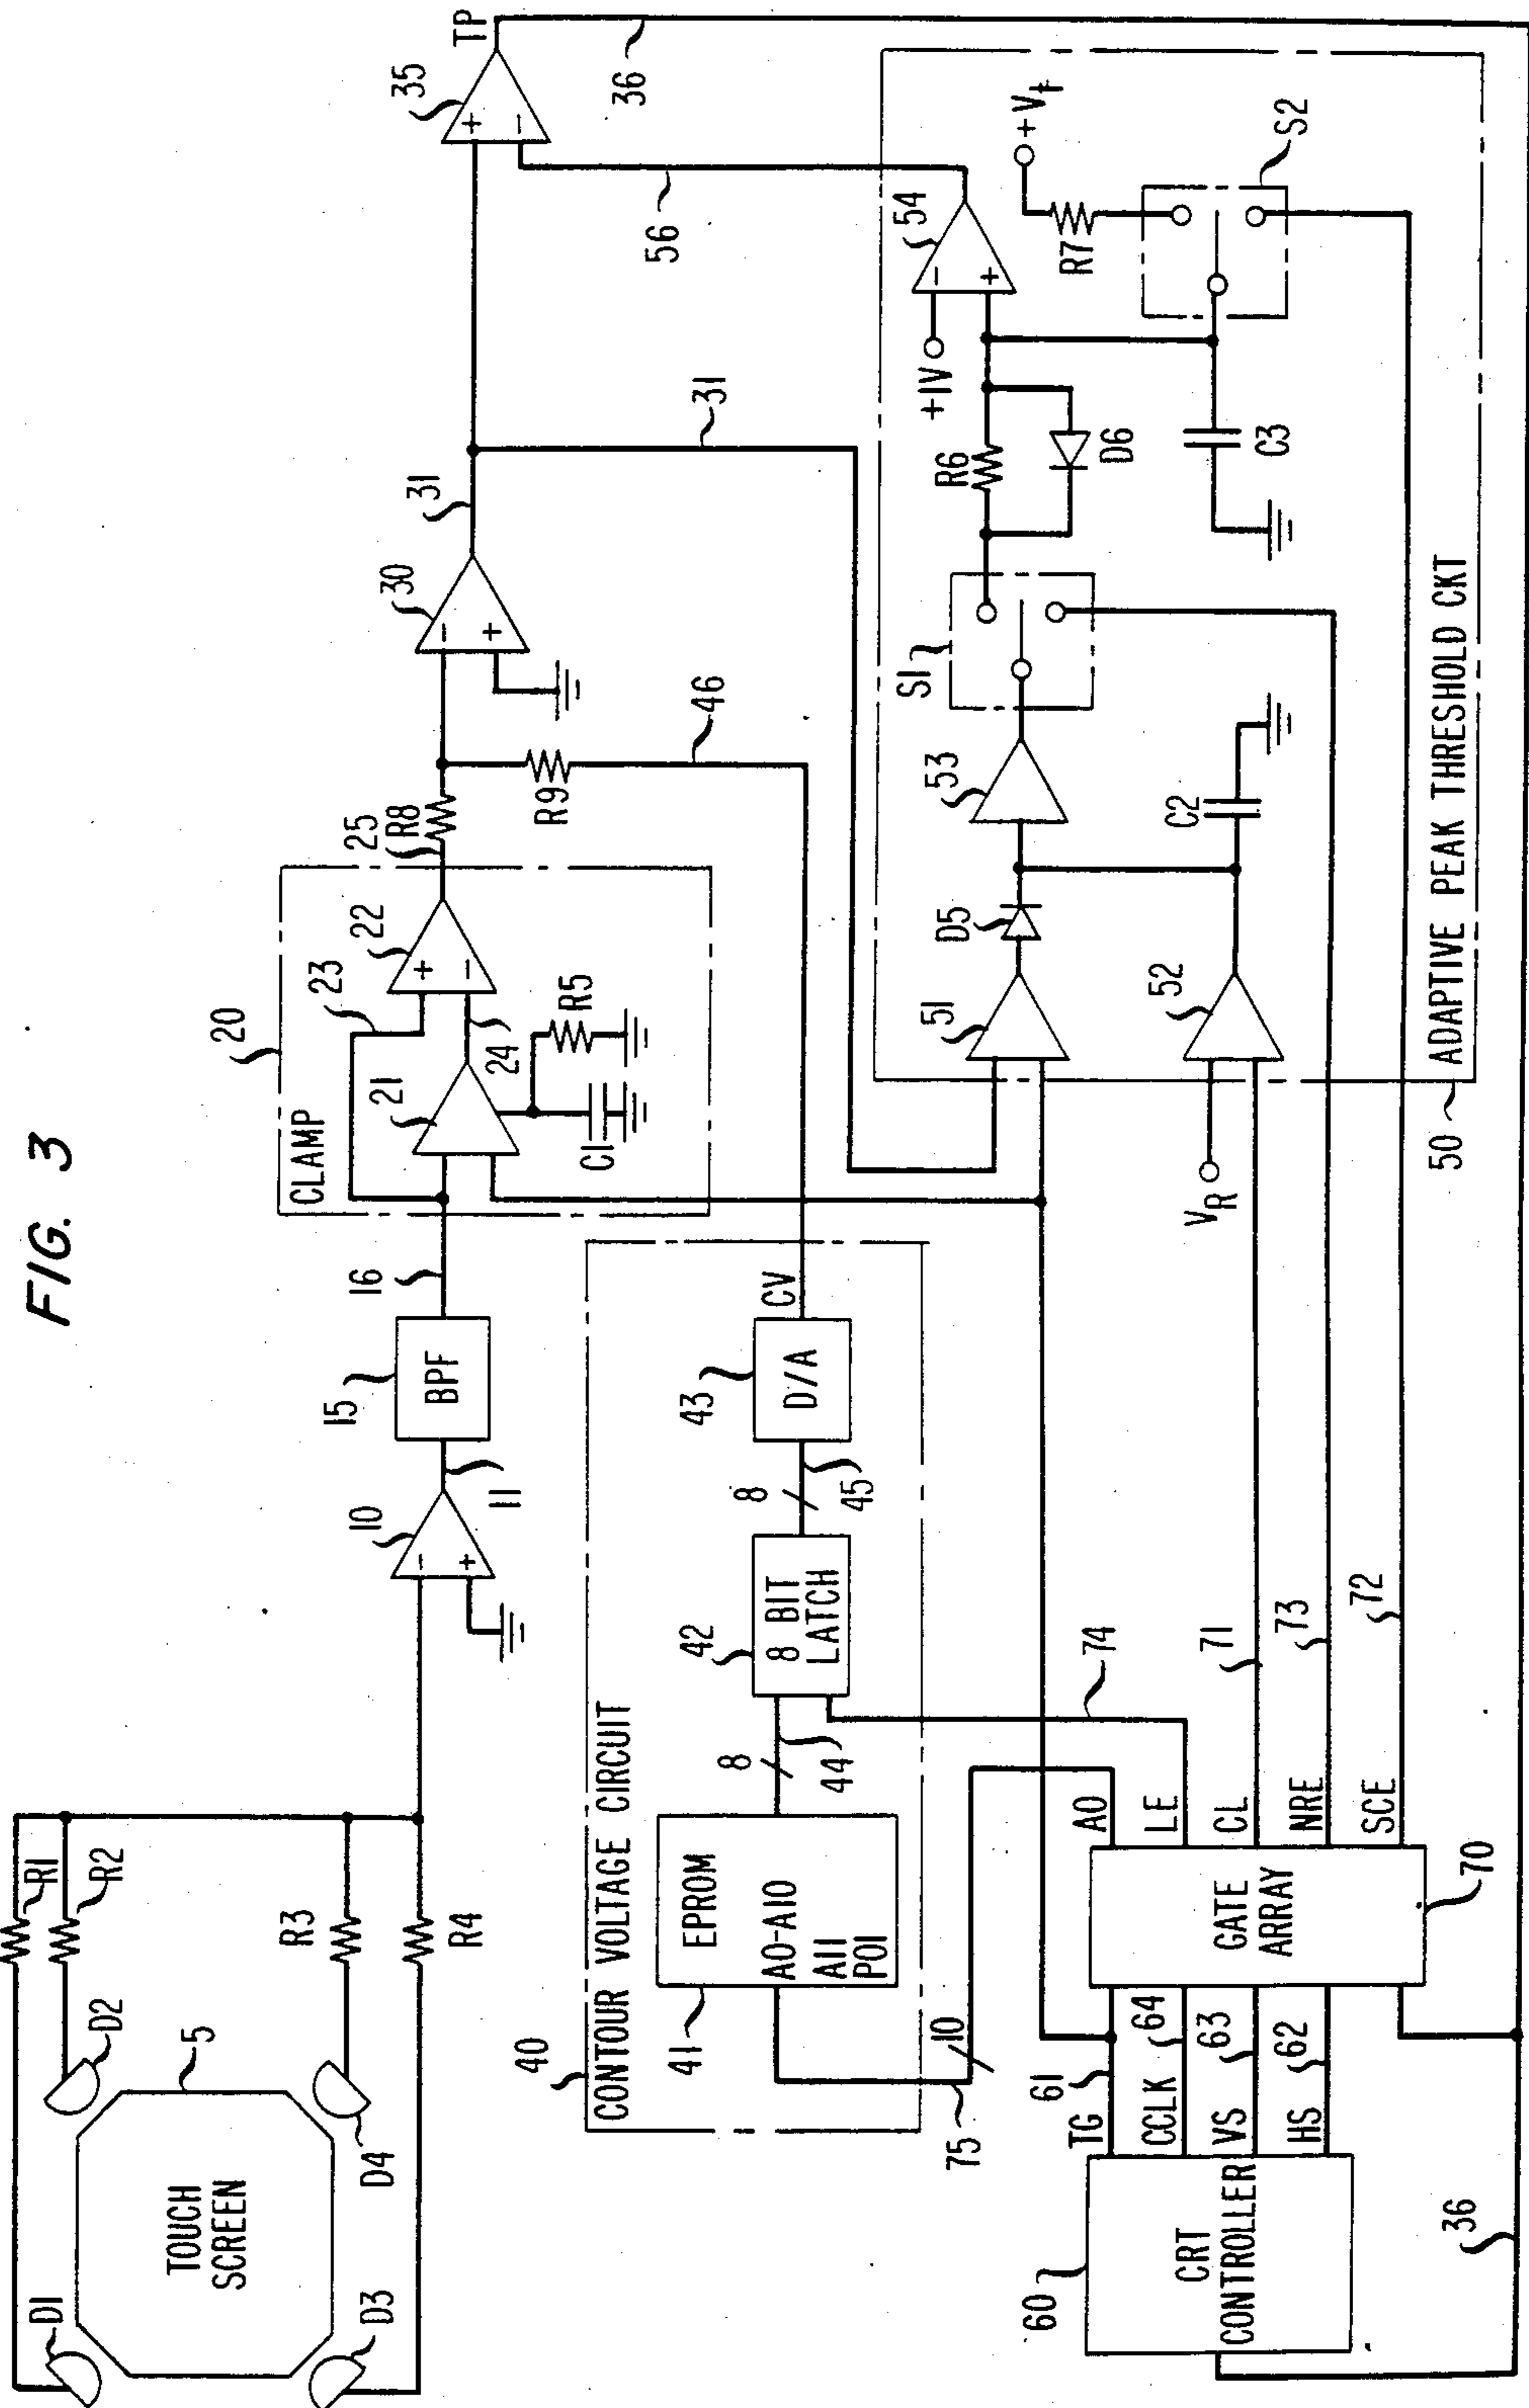 FIG. 3
D1
D2
D3
D4
TOUCH
SCREEN
5
R1
R2
R3
R4
10
-
+
11
15
BPF
16
20
CLAMP
21
22
23
24
+
-
C1
R5
25
R8
R9
46
30
-
+
31
31
35
+
-
TP
36
56
40
CONTOUR VOLTAGE CIRCUIT
41
EPROM
A0-A10
A11
P01
8
44
42
8 BIT
LATCH
8
45
43
D/A
CV
10
75
74
60
CRT
CONTROLLER
TG
CCLK
VS
HS
61
64
63
62
36
GATE
ARRAY
70
A0
LE
CL
NRE
SCE
71
73
72
VR
51
52
D5
53
C2
S1
R6
D6
C3
+1V
54
-
+
R7
+Vt
S2
50
ADAPTIVE PEAK THRESHOLD CKT